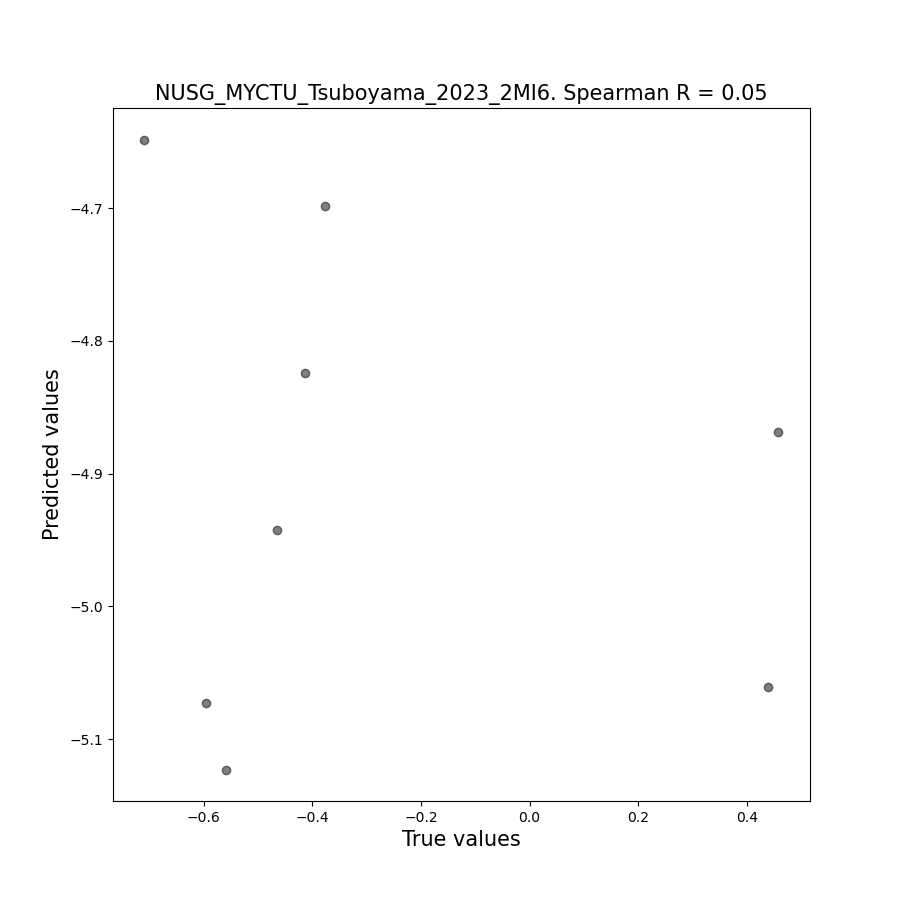 NUSG_MYCTU_Tsuboyama_2023_2MI6. Spearman R = 0.05
−4.7
−4.8
−4.9
−5.0
−5.1
Predicted values
−0.6 −0.4 −0.2 0.0 0.2 0.4
True values